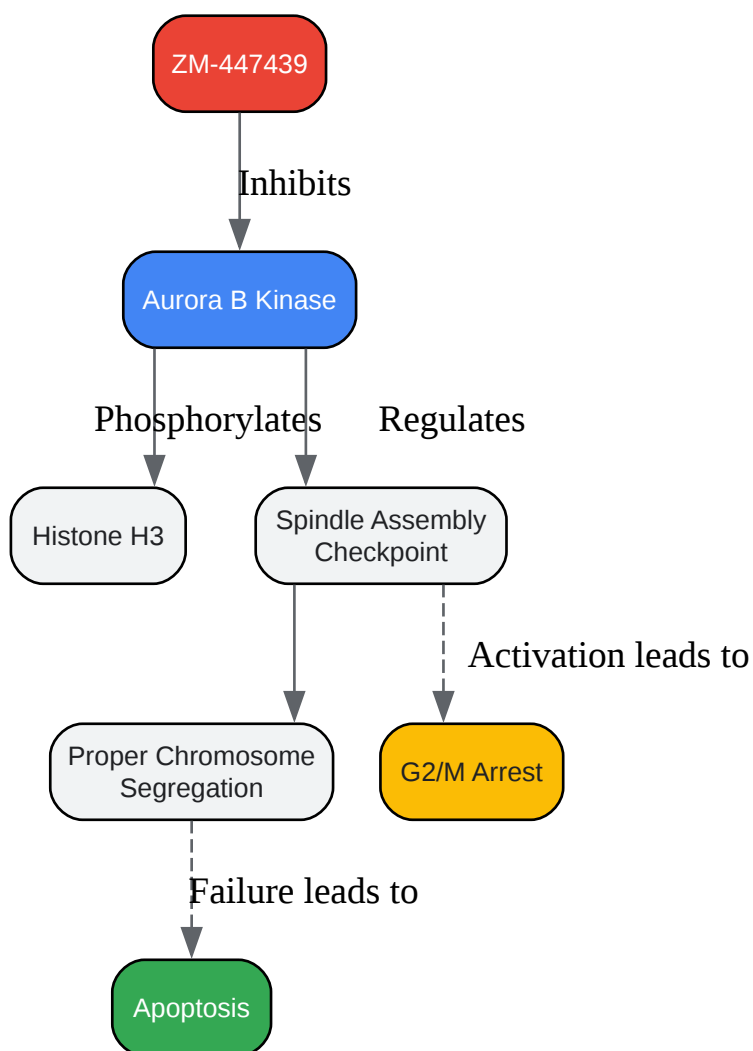 ZM-447439
Inhibits
Aurora B Kinase
Phosphorylates
Regulates
Histone H3
Spindle Assembly
Checkpoint
Activation leads to
Proper Chromosome
Segregation
G2/M Arrest
Failure leads to
Apoptosis